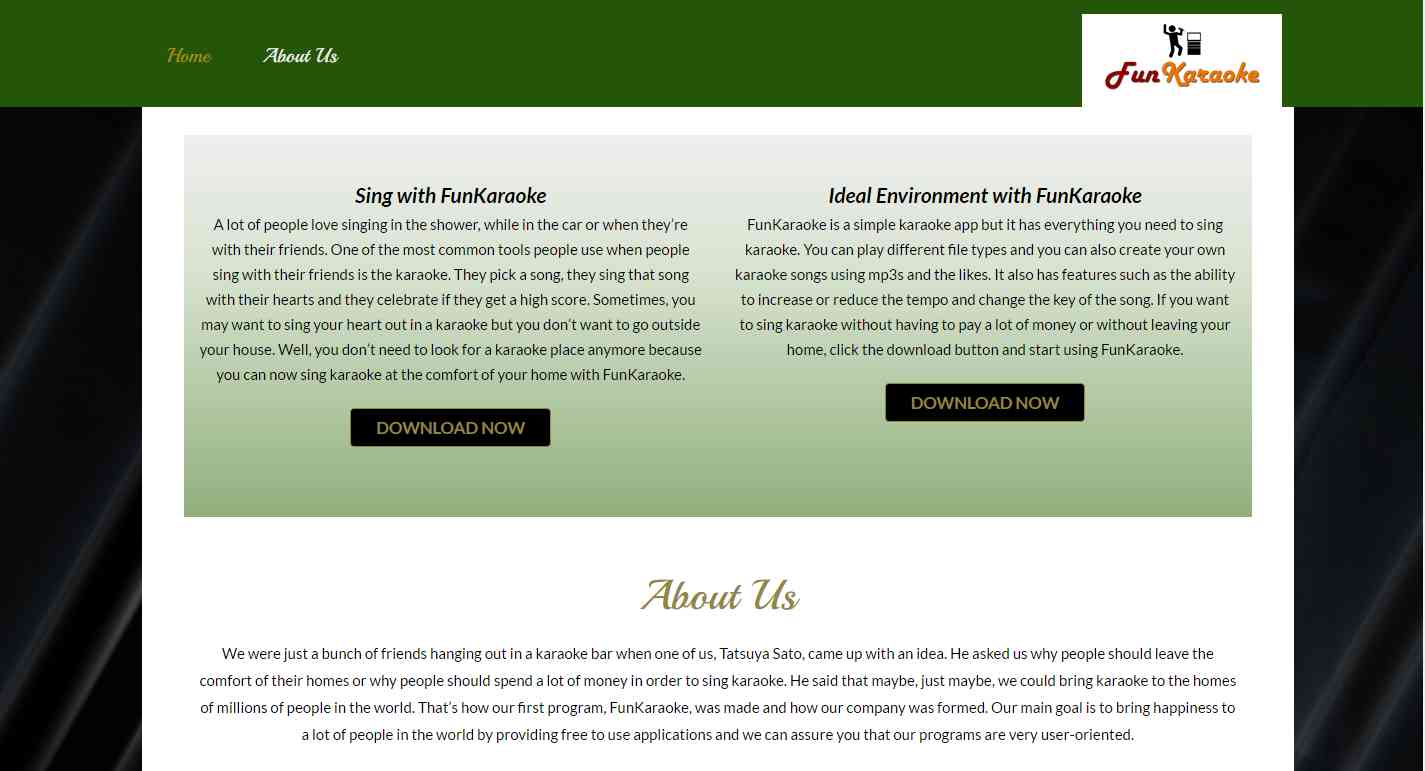 Home
About Us
FunKaraoke
Sing with FunKaraoke
A lot of people love singing in the shower, while in the car or when they're
with their friends. One of the most common tools people use when people
sing with their friends is the karaoke. They pick a song, they sing that song
with their hearts and they celebrate if they get a high score. Sometimes, you
may want to sing your heart out in a karaoke but you don't want to go outside
your house. Well, you don't need to look for a karaoke place anymore because
you can now sing karaoke at the comfort of your home with FunKaraoke.
DOWNLOAD NOW
Ideal Environment with FunKaraoke
FunKaraoke is a simple karaoke app but it has everything you need to sing
karaoke. You can play different file types and you can also create your own
karaoke songs using mp3s and the likes. It also has features such as the ability
to increase or reduce the tempo and change the key of the song. If you want
to sing karaoke without having to pay a lot of money or without leaving your
home, click the download button and start using FunKaraoke.
DOWNLOAD NOW
About Us
We were just a bunch of friends hanging out in a karaoke bar when one of us, Tatsuya Sato, came up with an idea. He asked us why people should leave the
comfort of their homes or why people should spend a lot of money in order to sing karaoke. He said that maybe, just maybe, we could bring karaoke to the homes
of millions of people in the world. That's how our first program, FunKaraoke, was made and how our company was formed. Our main goal is to bring happiness to
a lot of people in the world by providing free to use applications and we can assure you that our programs are very user-oriented.